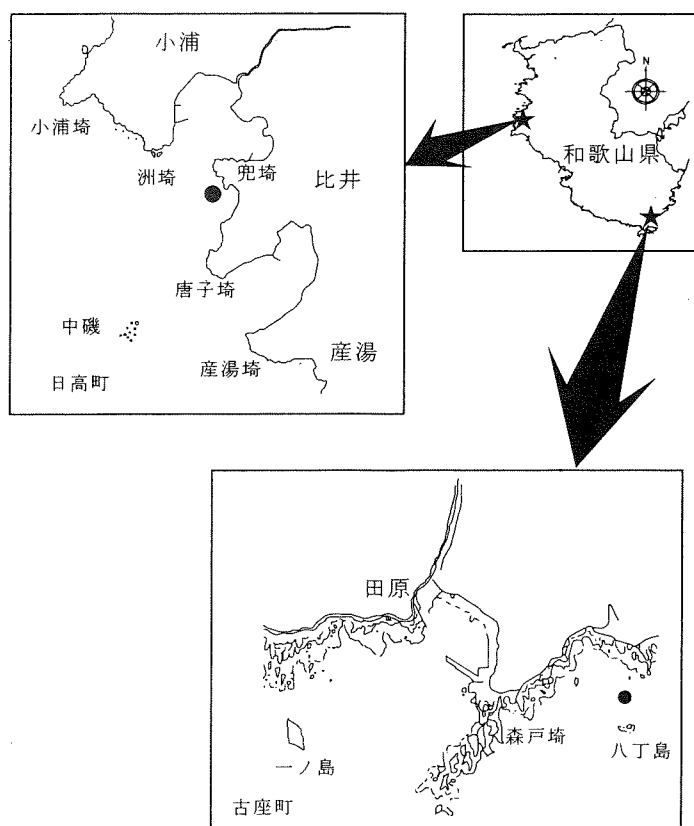 小浦
小浦埼
洲埼
兜埼
比井
唐子埼
中磯
産湯埼
産湯
日高町
N
和歌山県
田原
森戸埼
一ノ島
八丁島
古座町